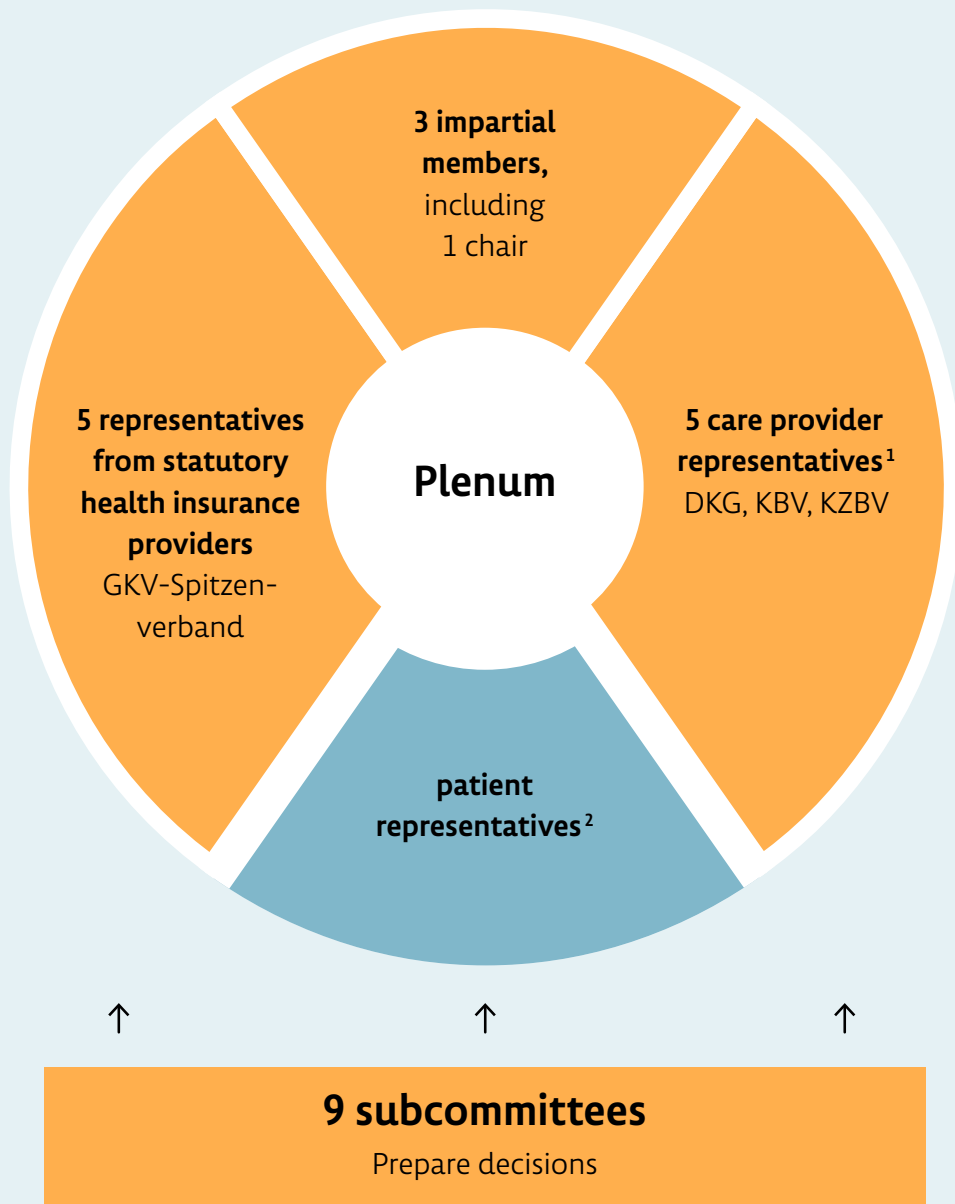 3 impartial
members,
including
1 chair
5 representatives
from statutory
health insurance
providers
GKV-Spitzen-
verband
Plenum
5 care provider
representatives¹
DKG, KBV, KZBV
patient
representatives²
9 subcommittees
Prepare decisions